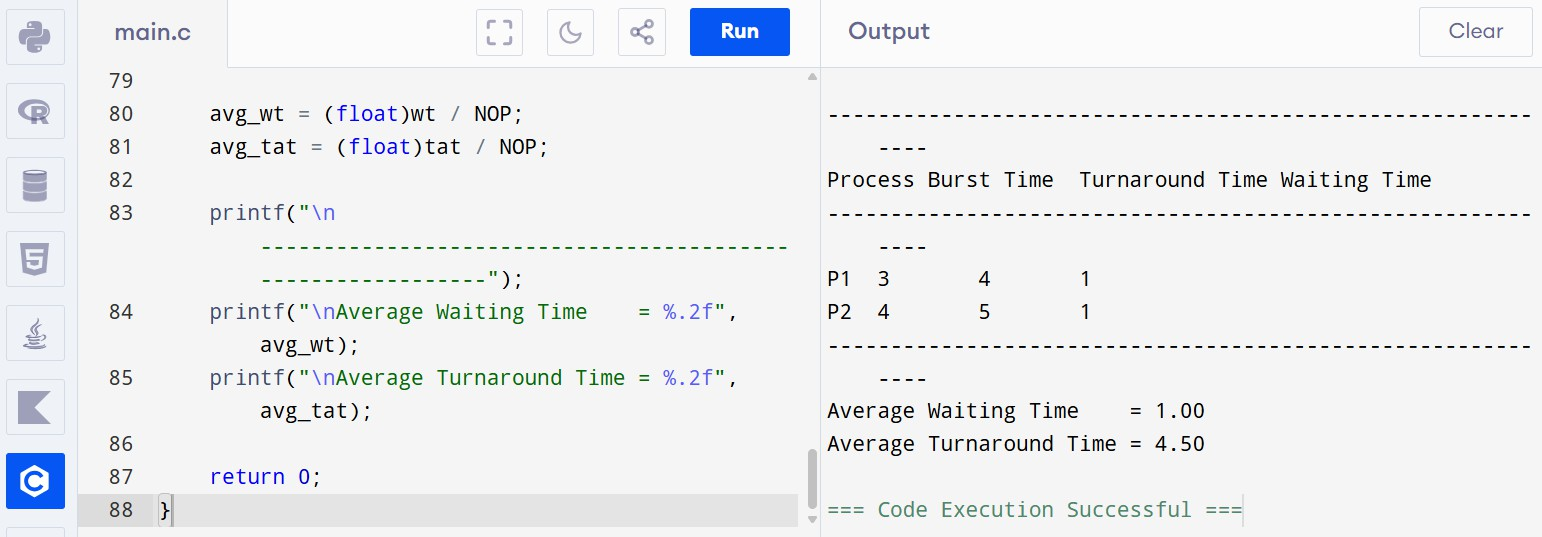 main.c
Run
79
80 avg_wt = (float)wt / NOP;
81 avg_tat = (float)tat / NOP;
82
83 printf("\n
------------------------------------------
------------------");
84 printf("\nAverage Waiting Time    = %.2f",
avg_wt);
85 printf("\nAverage Turnaround Time = %.2f",
avg_tat);
86
87 return 0;
88 }
Output
Clear
--------------------------------------------------------
----
Process Burst Time  Turnaround Time Waiting Time
--------------------------------------------------------
----
P1  3       4       1
P2  4       5       1
--------------------------------------------------------
----
Average Waiting Time    = 1.00
Average Turnaround Time = 4.50
=== Code Execution Successful ===